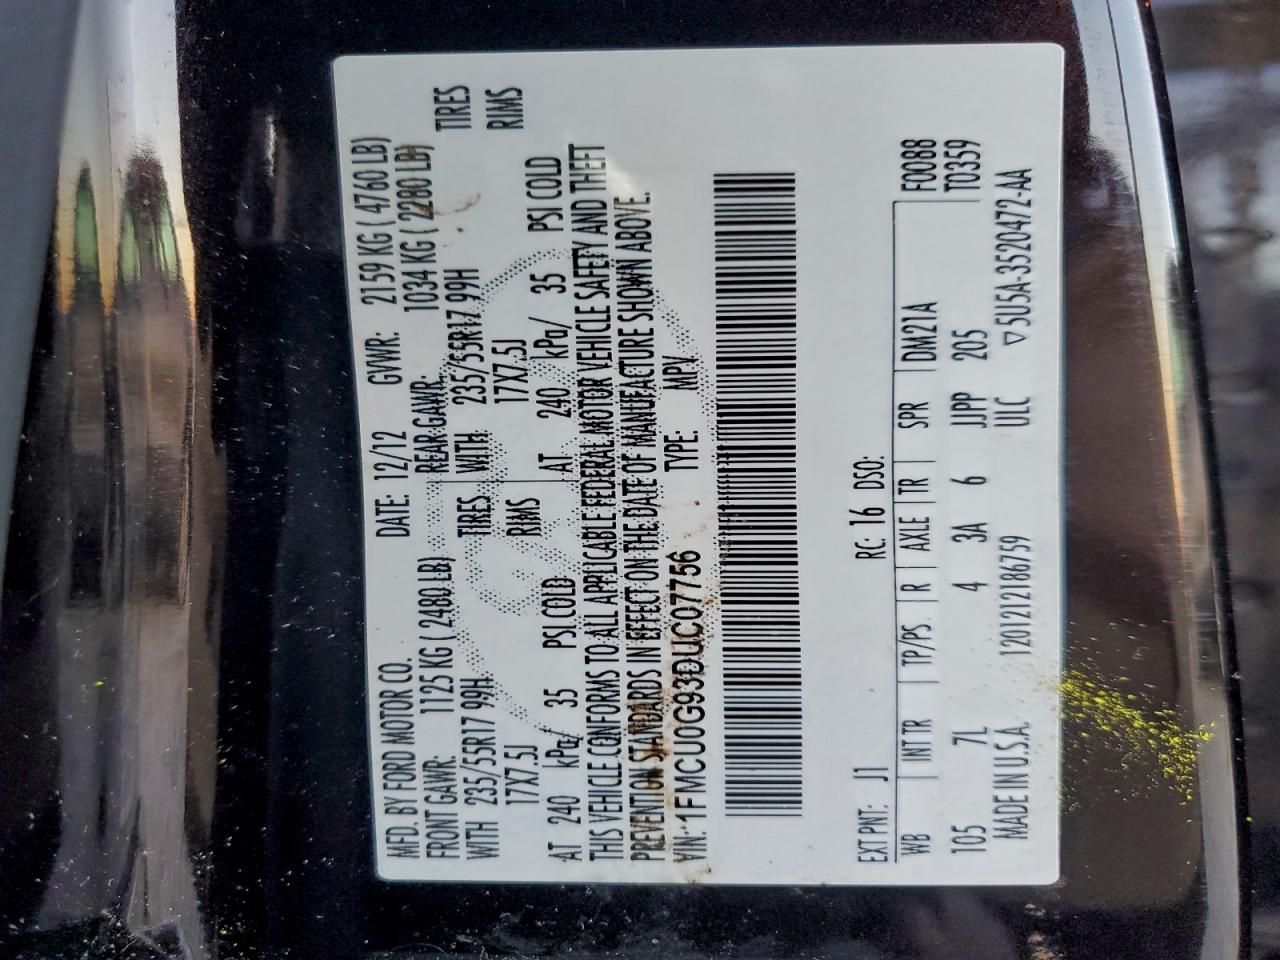 MFD. BY FORD MOTOR CO. DATE: 12/12 GVWR: 2159 KG ( 4760 LB)
FRONT GAWR: 1125 KG ( 2480 LB) REAR GAWR: 1034 KG ( 2280 LB)
WITH 235/55R17 99H TIRES WITH 235/55R17 99H TIRES
17X7.5J RIMS 17X7.5J RIMS
AT 240 kPa/ 35 PSI COLD AT 240 kPa/ 35 PSI COLD
THIS VEHICLE CONFORMS TO ALL APPLICABLE FEDERAL MOTOR VEHICLE SAFETY AND THEFT
PREVENTION STANDARDS IN EFFECT ON THE DATE OF MANUFACTURE SHOWN ABOVE.
VIN: 1FMCU0G93DUC07756 TYPE: MPV
EXT PNT: J1 RC: 16 DSO: F0088
WB INT TR TP/PS R AXLE TR SPR DM21A T0359
105 7L 4 3A 6 JJPP 205
MADE IN U.S.A. 1201212186759 ULC ▽5U5A-3520472-AA